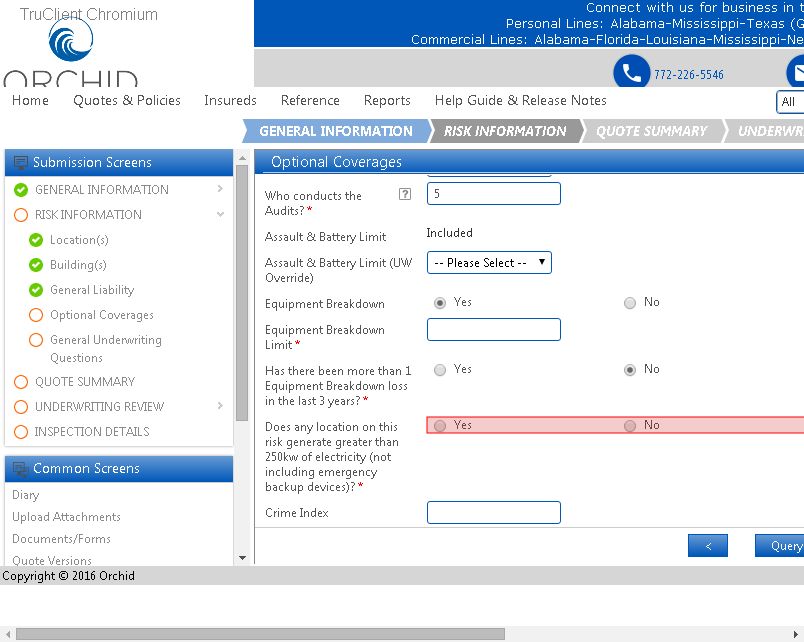 TruClient Chromium
ORCHID
Connect with us for business in t
Personal Lines: Alabama-Mississippi-Texas (G
Commercial Lines: Alabama-Florida-Louisiana-Mississippi-Ne
772-226-5546
Home Quotes & Policies Insureds Reference Reports Help Guide & Release Notes All
GENERAL INFORMATION RISK INFORMATION QUOTE SUMMARY UNDERWR
Submission Screens
GENERAL INFORMATION
RISK INFORMATION
Location(s)
Building(s)
General Liability
Optional Coverages
General Underwriting
Questions
QUOTE SUMMARY
UNDERWRITING REVIEW
INSPECTION DETAILS
Common Screens
Diary
Upload Attachments
Documents/Forms
Quote Versions
Optional Coverages
Who conducts the ? 5
Audits?*
Assault & Battery Limit Included
Assault & Battery Limit (UW -- Please Select --
Override)
Equipment Breakdown Yes No
Equipment Breakdown
Limit*
Has there been more than 1 Yes No
Equipment Breakdown loss
in the last 3 years?*
Does any location on this Yes No
risk generate greater than
250kw of electricity (not
including emergency
backup devices)?*
Crime Index
< Query
Copyright © 2016 Orchid